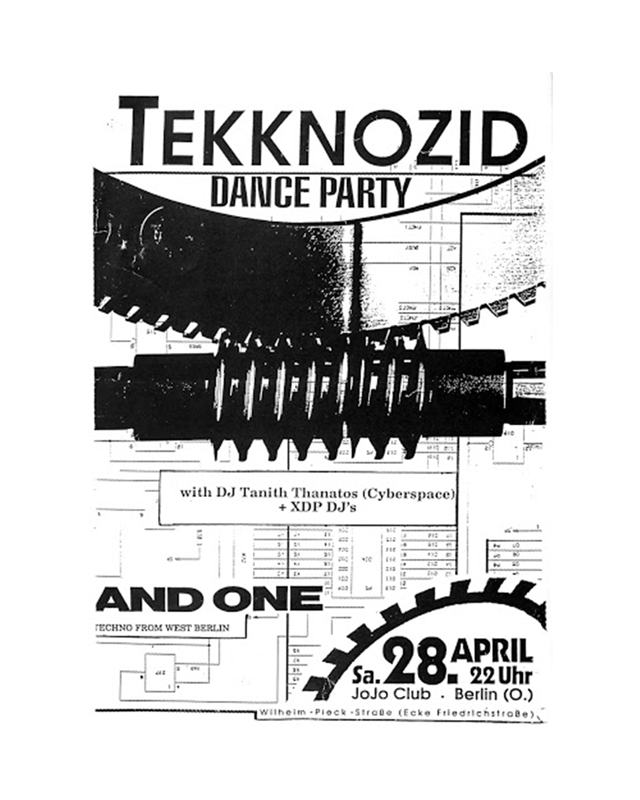 TEKKNOZID
DANCE PARTY
with DJ Tanith Thanatos (Cyberspace)
+ XDP DJ's
AND ONE
TECHNO FROM WEST BERLIN
Sa. 28. APRIL
22 Uhr
JoJo Club . Berlin (O.)
Wilhelm-Pieck-Straße (Ecke Friedrichstraße)